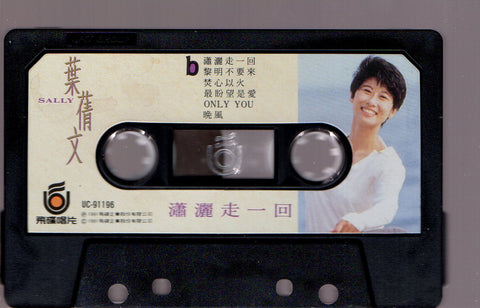 葉蒨文
SALLY
b
瀟灑走一回
黎明不要來
焚心以火
最盼望是愛
ONLY YOU
晚風
飛碟唱片
UC-91196
瀟灑走一回